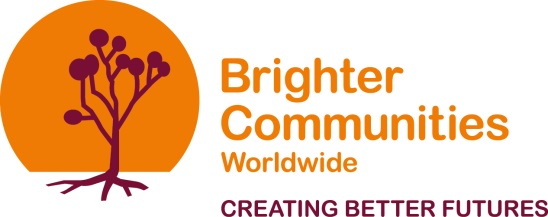 Brighter
Communities
Worldwide
CREATING BETTER FUTURES